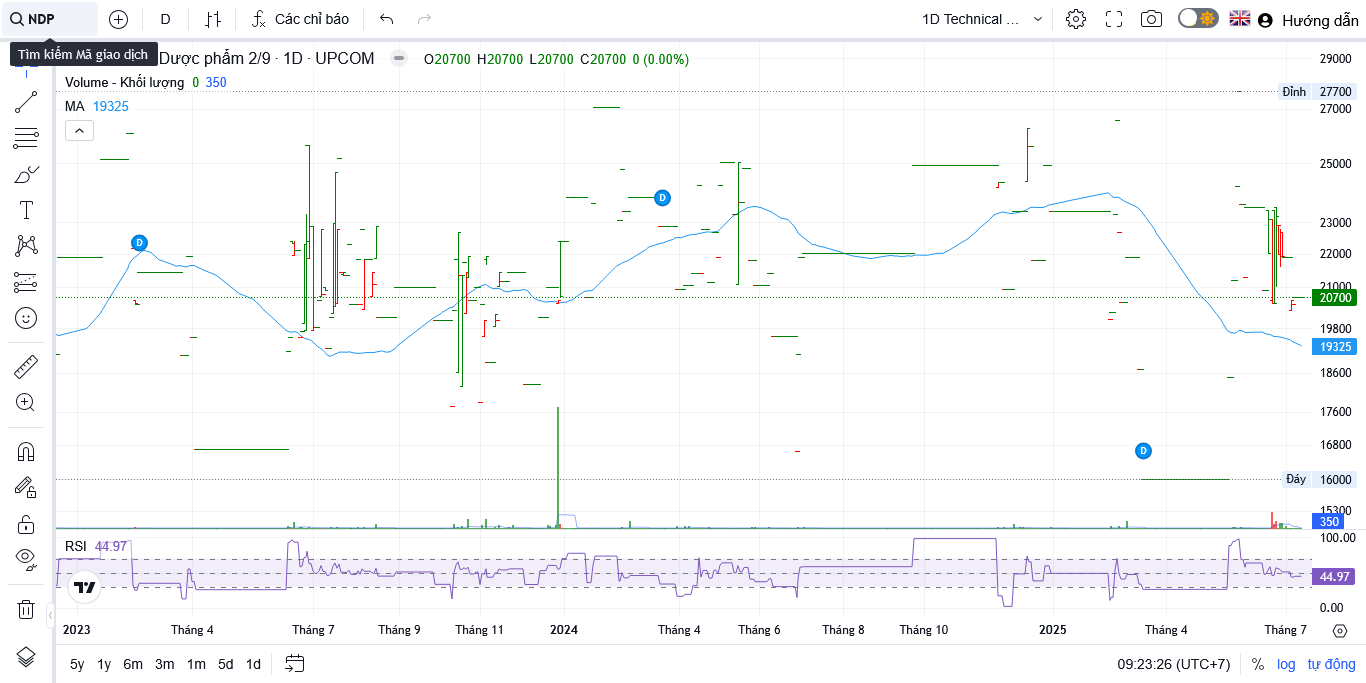 NDP D Các chỉ báo 1D Technical ... Hướng dẫn
Tìm kiếm Mã giao dịch
Dược phẩm 2/9 · 1D · UPCOM O20700 H20700 L20700 C20700 0 (0.00%)
Volume - Khối lượng 0 350
MA 19325
29000
Đỉnh 27700
27000
25000
23000
22000
21000
20700
19800
19325
18600
17600
16800
Đáy 16000
15300
350
D
D
D
RSI 44.97
100.00
44.97
0.00
2023 Tháng 4 Tháng 7 Tháng 9 Tháng 11 2024 Tháng 4 Tháng 6 Tháng 8 Tháng 10 2025 Tháng 4 Tháng 7
5y 1y 6m 3m 1m 5d 1d 09:23:26 (UTC+7) % log tự động